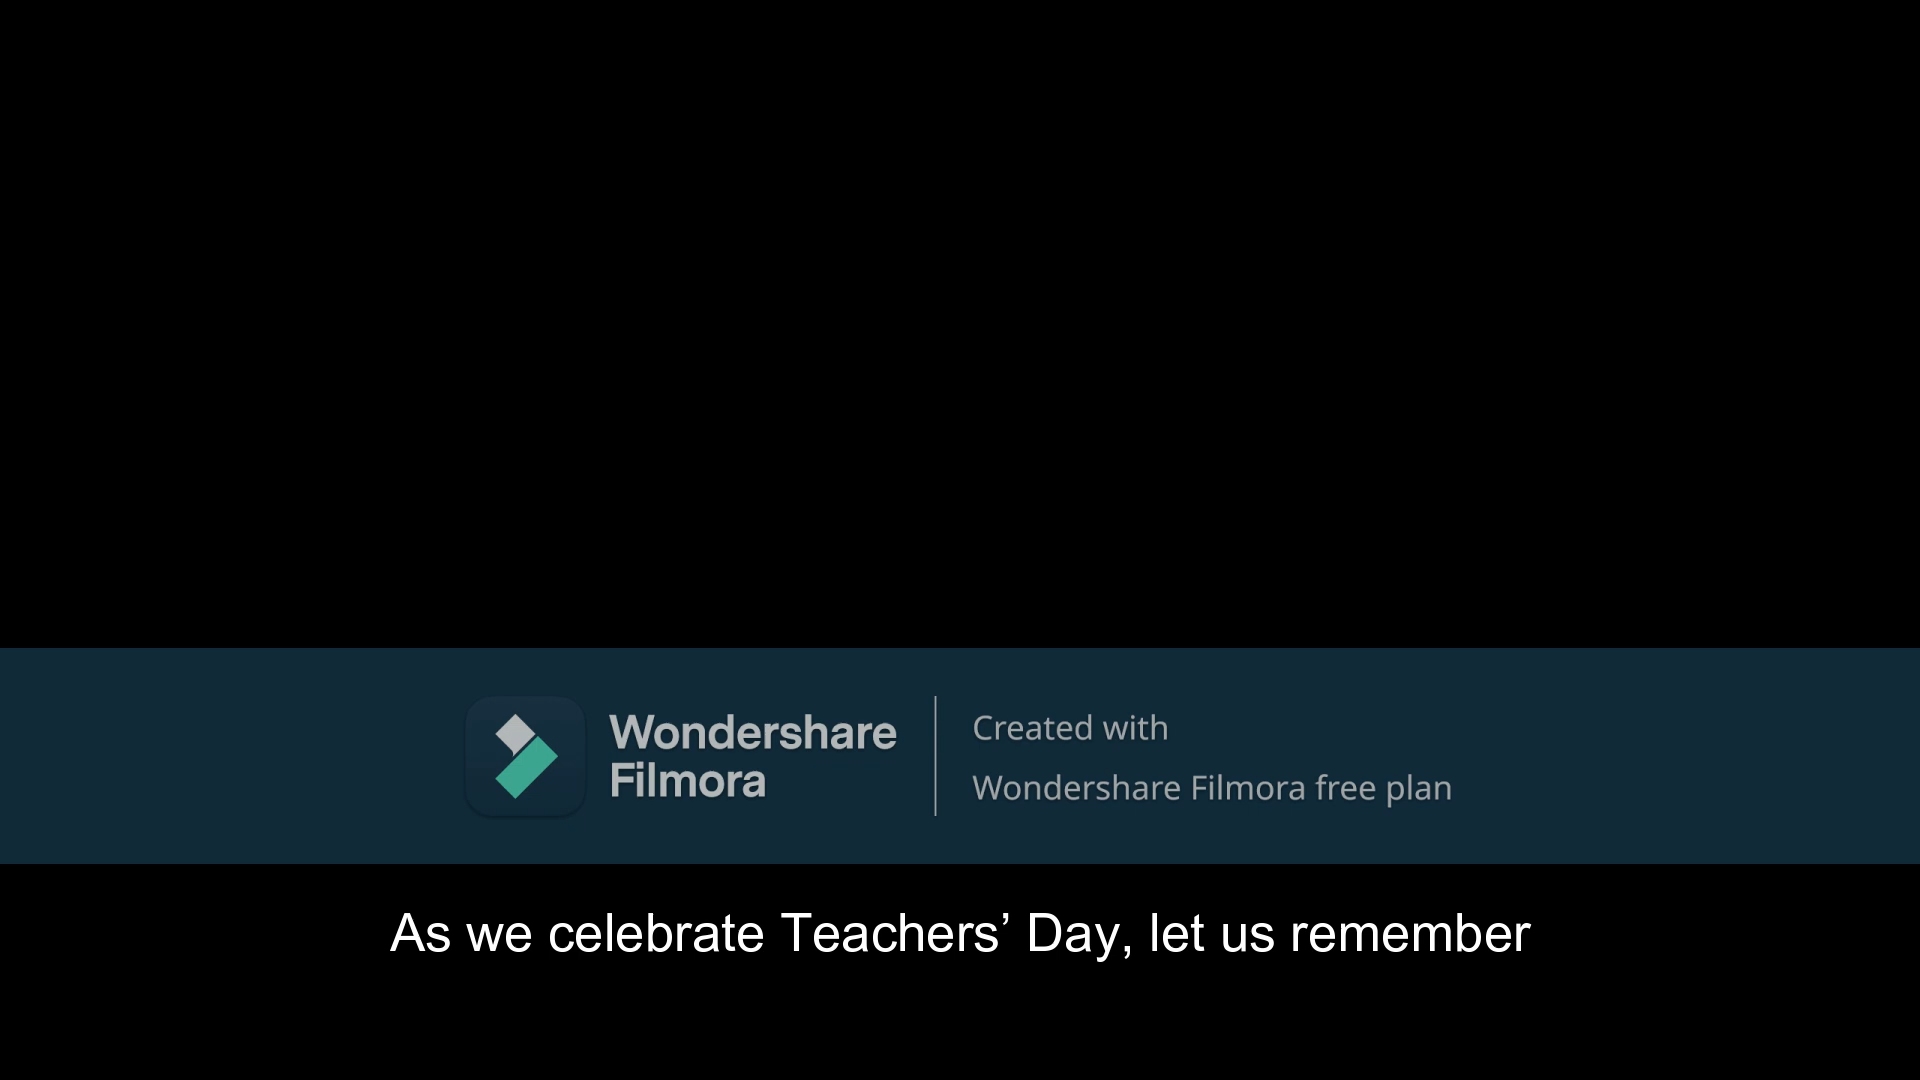 Wondershare
Filmora
Created with
Wondershare Filmora free plan
As we celebrate Teachers’ Day, let us remember